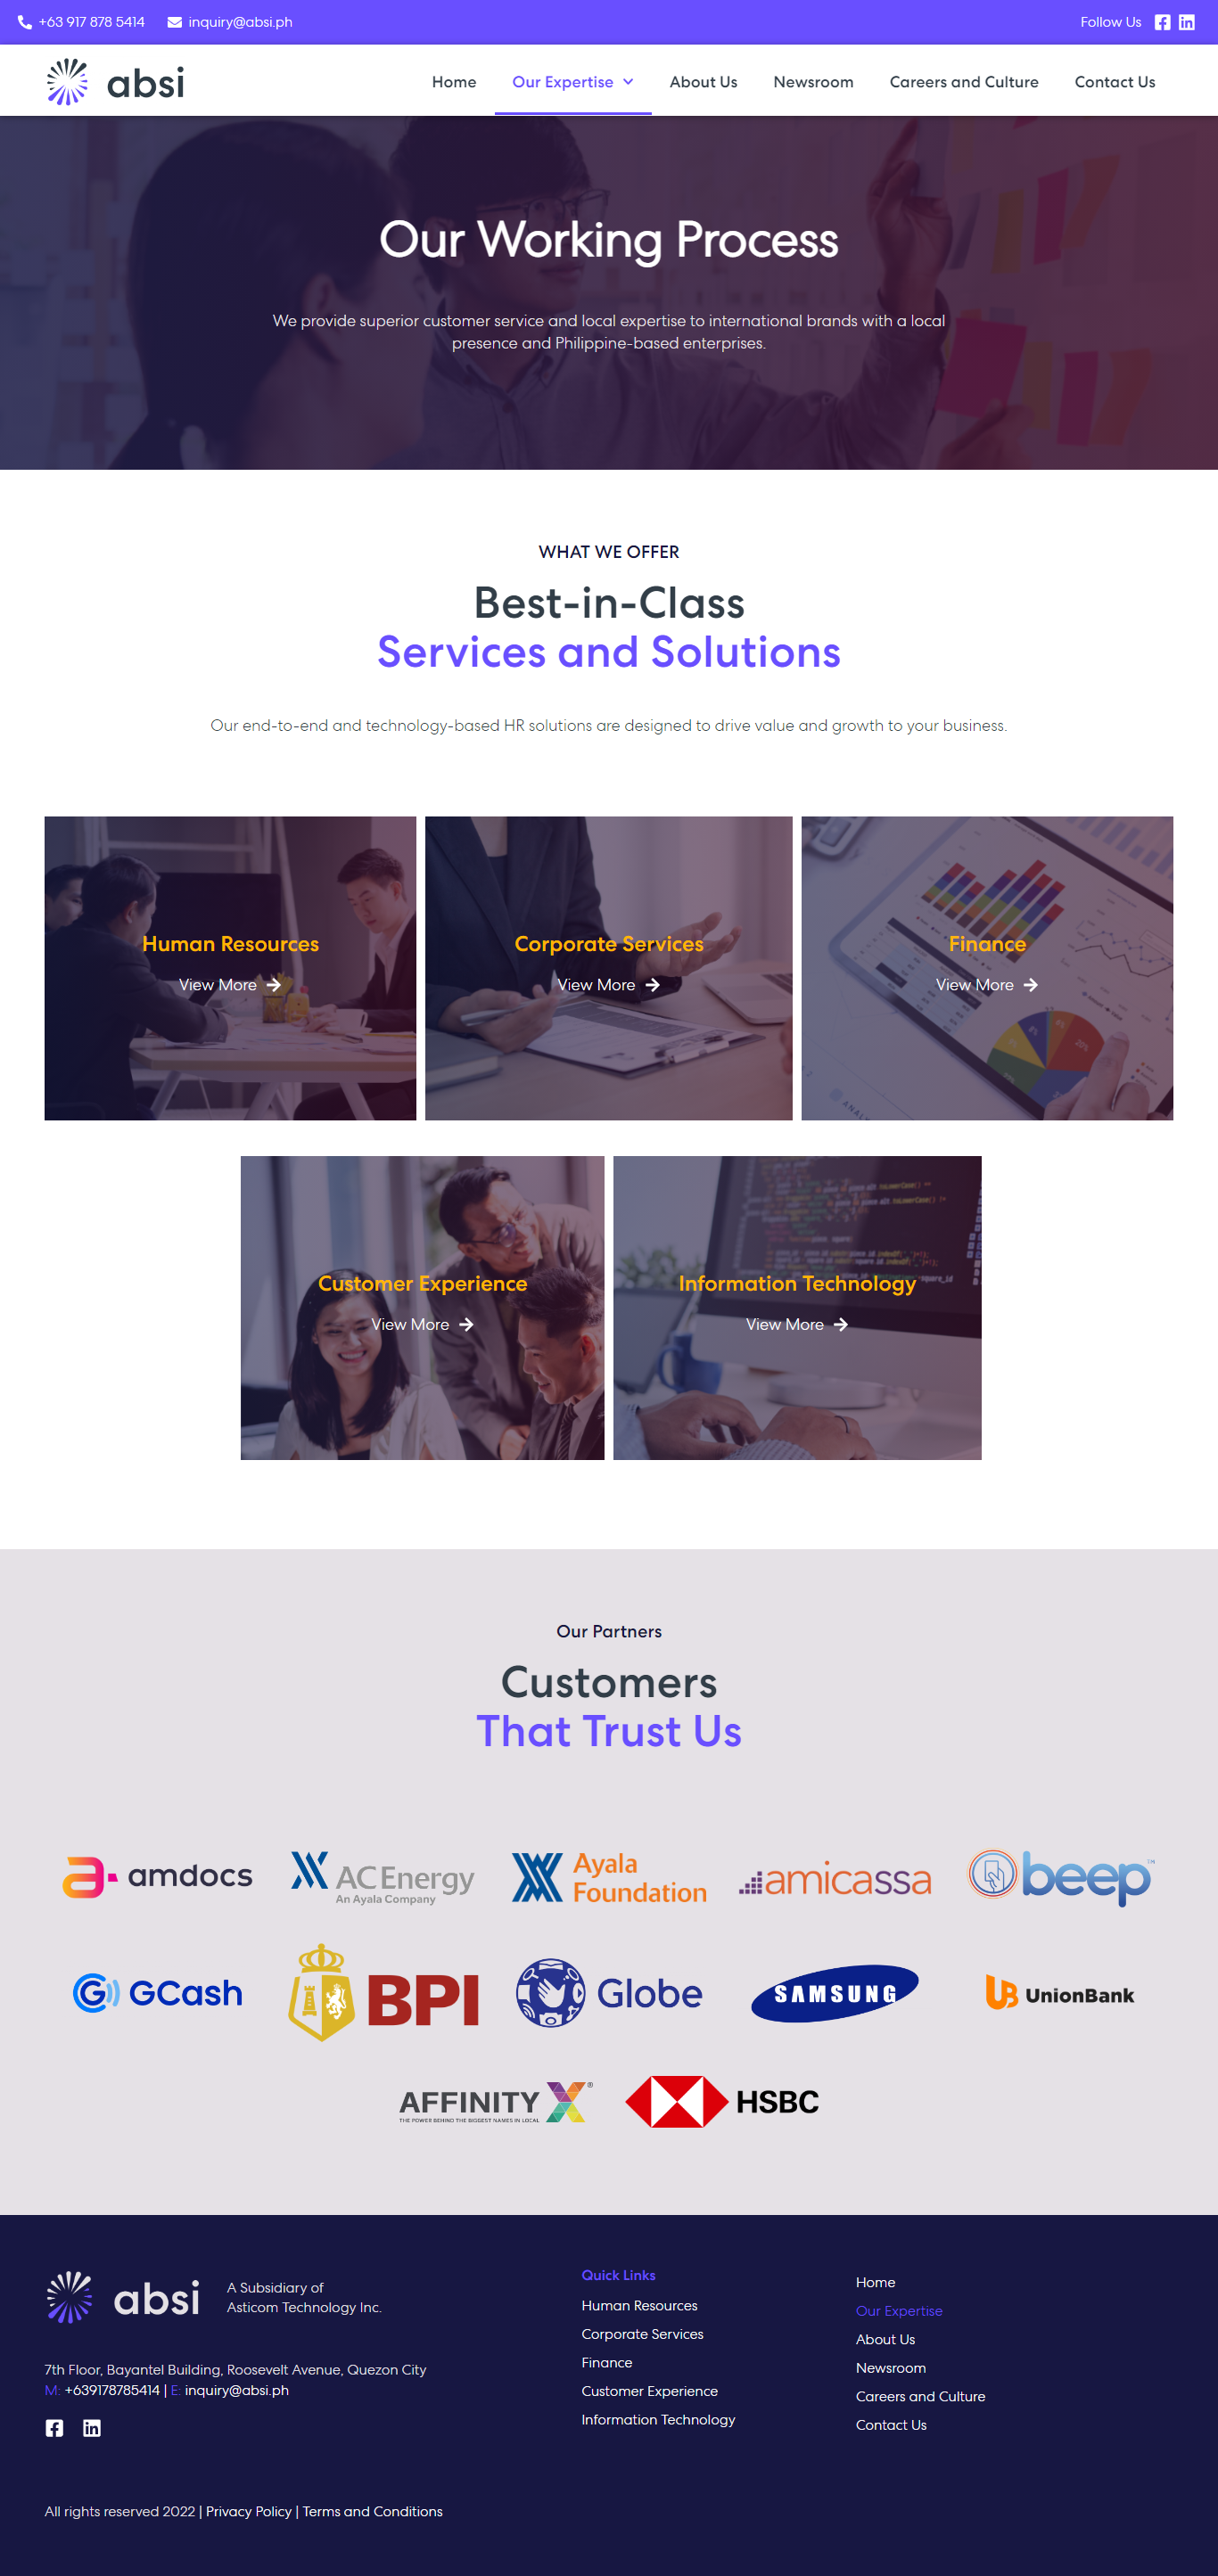 +63 917 878 5414
inquiry@absi.ph
Follow Us
absi
Home
Our Expertise
About Us
Newsroom
Careers and Culture
Contact Us
Our Working Process
We provide superior customer service and local expertise to international brands with a local
presence and Philippine-based enterprises.
WHAT WE OFFER
Best-in-Class
Services and Solutions
Our end-to-end and technology-based HR solutions are designed to drive value and growth to your business.
Human Resources
View More
Corporate Services
View More
Finance
View More
Customer Experience
View More
Information Technology
View More
Our Partners
Customers
That Trust Us
amdocs
AC Energy
An Ayala Company
Ayala
Foundation
amicassa
beep™
GCash
BPI
Globe
SAMSUNG
UB UnionBank
AFFINITY X®
THE POWER BEHIND THE BIGGEST NAMES IN LOCAL
HSBC
absi
A Subsidiary of
Asticom Technology Inc.
7th Floor, Bayantel Building, Roosevelt Avenue, Quezon City
M: +639178785414 | E: inquiry@absi.ph
Quick Links
Human Resources
Corporate Services
Finance
Customer Experience
Information Technology
Home
Our Expertise
About Us
Newsroom
Careers and Culture
Contact Us
All rights reserved 2022 | Privacy Policy | Terms and Conditions